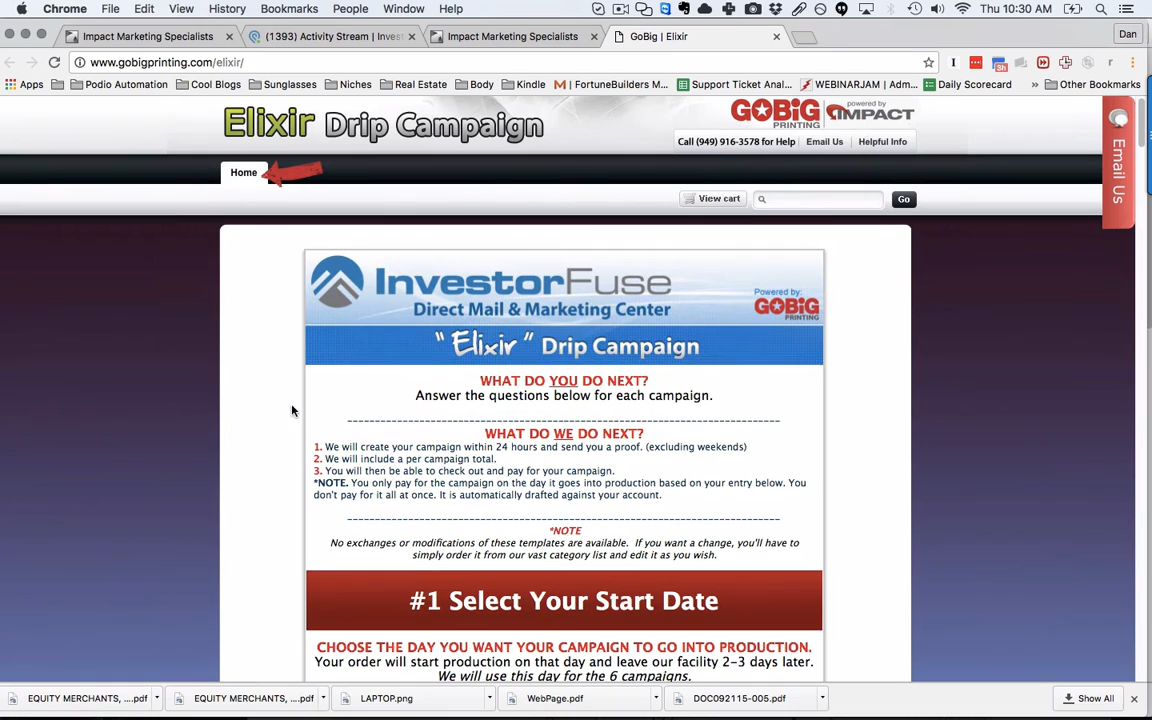 Chrome File Edit View History Bookmarks People Window Help Thu 10:30 AM
Impact Marketing Specialists (1393) Activity Stream | Invest Impact Marketing Specialists GoBig | Elixir Dan
www.gobigprinting.com/elixir/
Apps Podio Automation Cool Blogs Sunglasses Niches Real Estate Body Kindle FortuneBuilders M... Support Ticket Anal... WEBINARJAM | Adm... Daily Scorecard » Other Bookmarks
Elixir Drip Campaign
GOBIG PRINTING powered by IMPACT
Call (949) 916-3578 for Help Email Us Helpful Info
Email Us
Home
View cart Go
InvestorFuse
Direct Mail & Marketing Center
Powered by:
GOBIG
PRINTING
"Elixir" Drip Campaign
WHAT DO YOU DO NEXT?
Answer the questions below for each campaign.
WHAT DO WE DO NEXT?
1. We will create your campaign within 24 hours and send you a proof. (excluding weekends)
2. We will include a per campaign total.
3. You will then be able to check out and pay for your campaign.
*NOTE. You only pay for the campaign on the day it goes into production based on your entry below. You
don't pay for it all at once. It is automatically drafted against your account.
*NOTE
No exchanges or modifications of these templates are available. If you want a change, you'll have to
simply order it from our vast category list and edit it as you wish.
#1 Select Your Start Date
CHOOSE THE DAY YOU WANT YOUR CAMPAIGN TO GO INTO PRODUCTION.
Your order will start production on that day and leave our facility 2-3 days later.
We will use this day for the 6 campaigns.
EQUITY MERCHANTS, ....pdf EQUITY MERCHANTS, ....pdf LAPTOP.png WebPage.pdf DOC092115-005.pdf Show All